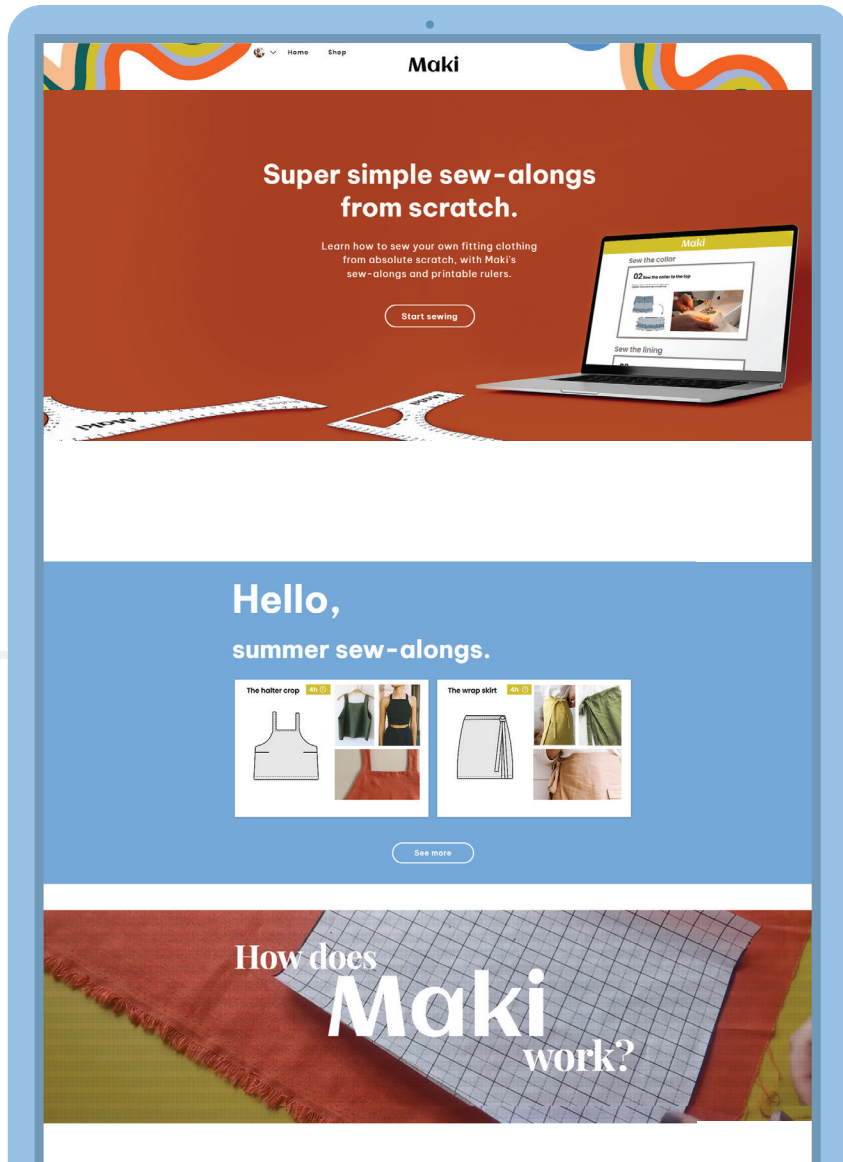 Home Shop
Maki
Super simple sew-alongs
from scratch.
Learn how to sew your own fitting clothing
from absolute scratch, with Maki's
sew-alongs and printable rulers.
Start sewing
Maki
Sew the collar
02 Sew the collar to the top
Sew the lining
Maki
Maki
Hello,
summer sew-alongs.
The halter crop 4h
The wrap skirt 4h
See more
How does
Maki
work?